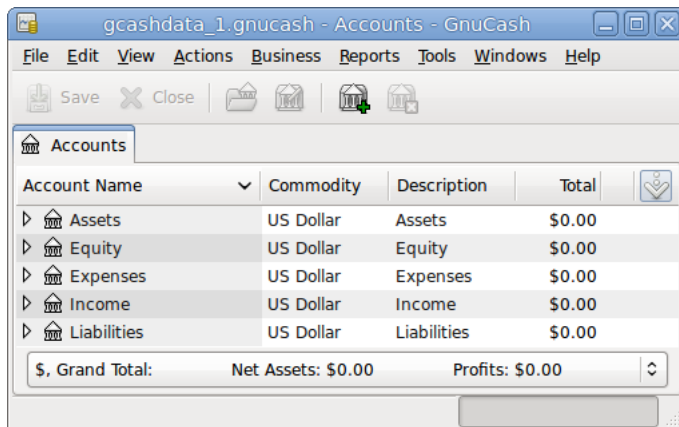 gcashdata_1.gnucash - Accounts - GnuCash
File Edit View Actions Business Reports Tools Windows Help
Save Close
Accounts
Account Name Commodity Description Total
Assets US Dollar Assets $0.00
Equity US Dollar Equity $0.00
Expenses US Dollar Expenses $0.00
Income US Dollar Income $0.00
Liabilities US Dollar Liabilities $0.00
$, Grand Total: Net Assets: $0.00 Profits: $0.00